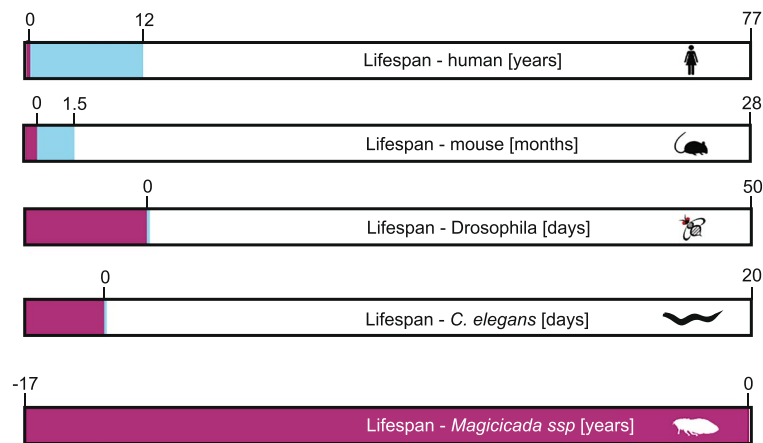 0 12 77
Lifespan - human [years]
0 1.5 28
Lifespan - mouse [months]
0 50
Lifespan - Drosophila [days]
0 20
Lifespan - C. elegans [days]
-17 0
Lifespan - Magicicada ssp [years]